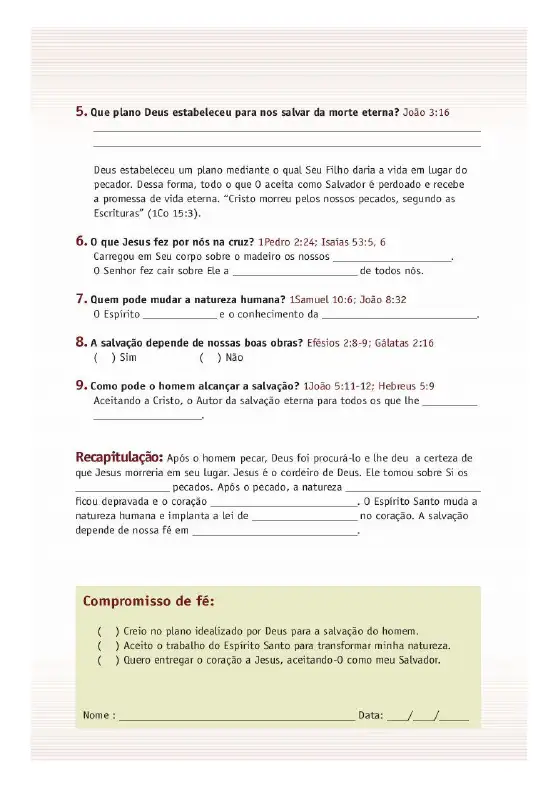 5. Que plano Deus estabeleceu para nos salvar da morte eterna? João 3:16
Deus estabeleceu um plano mediante o qual Seu Filho daria a vida em lugar do
pecador. Dessa forma, todo o que O aceita como Salvador é perdoado e recebe
a promessa de vida eterna. “Cristo morreu pelos nossos pecados, segundo as
Escrituras” (1Co 15:3).
6. O que Jesus fez por nós na cruz? 1Pedro 2:24; Isaías 53:5, 6
Carregou em Seu corpo sobre o madeiro os nossos ____________________.
O Senhor fez cair sobre Ele a ____________________ de todos nós.
7. Quem pode mudar a natureza humana? 1Samuel 10:6; João 8:32
O Espírito ____________ e o conhecimento da _________________________.
8. A salvação depende de nossas boas obras? Efésios 2:8-9; Gálatas 2:16
( ) Sim ( ) Não
9. Como pode o homem alcançar a salvação? 1João 5:11-12; Hebreus 5:9
Aceitando a Cristo, o Autor da salvação eterna para todos os que lhe _________
__________________.
Recapitulação: Após o homem pecar, Deus foi procurá-lo e lhe deu a certeza de
que Jesus morreria em seu lugar. Jesus é o cordeiro de Deus. Ele tomou sobre Si os
________________ pecados. Após o pecado, a natureza ______________________
ficou depravada e o coração ________________________. O Espírito Santo muda a
natureza humana e implanta a lei de _________________ no coração. A salvação
depende de nossa fé em ___________________________.
Compromisso de fé:
( ) Creio no plano idealizado por Deus para a salvação do homem.
( ) Aceito o trabalho do Espírito Santo para transformar minha natureza.
( ) Quero entregar o coração a Jesus, aceitando-O como meu Salvador.
Nome : ______________________________________ Data: ____/____/_____